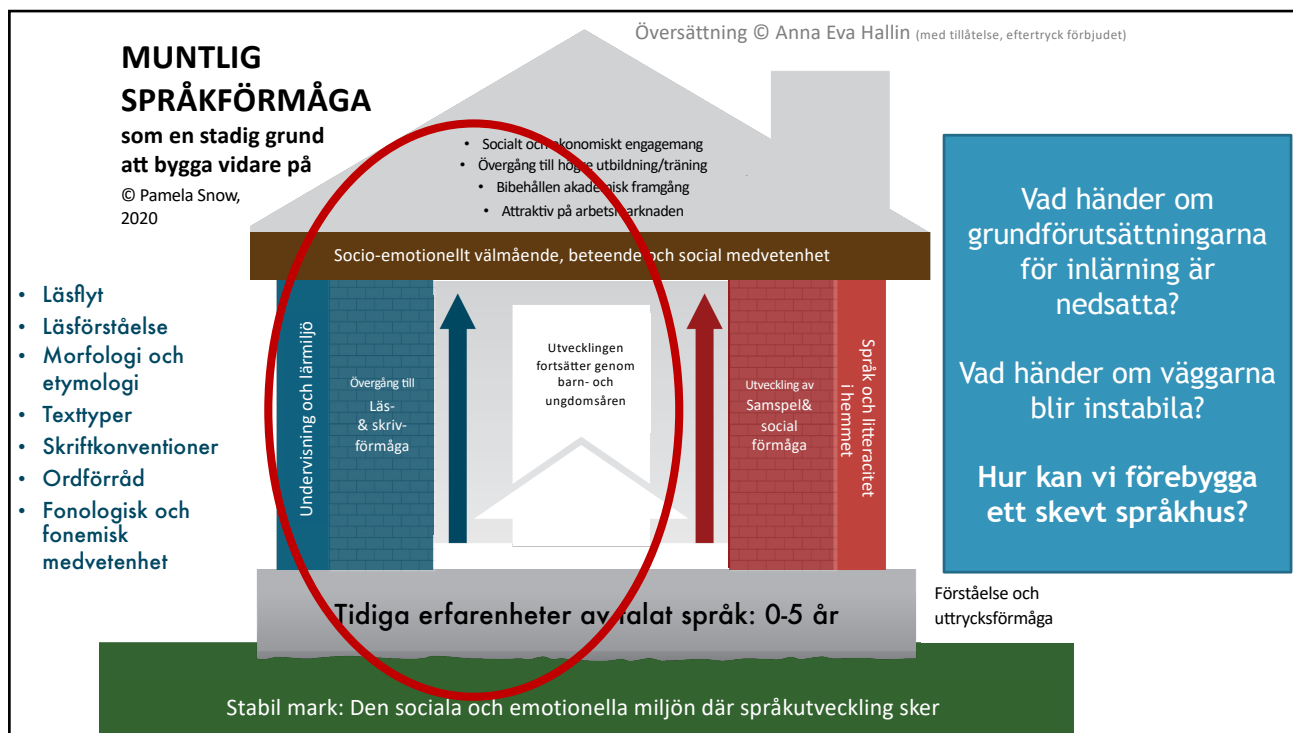 Översättning © Anna Eva Hallin (med tillåtelse, eftertryck förbjudet)
MUNTLIG
SPRÅKFÖRMÅGA
som en stadig grund
att bygga vidare på
© Pamela Snow,
2020
• Socialt och ekonomiskt engagemang
• Övergång till högre utbildning/träning
• Bibehållen akademisk framgång
• Attraktiv på arbetsmarknaden
Socio-emotionellt välmående, beteende och social medvetenhet
• Läsflyt
• Läsförståelse
• Morfologi och
etymologi
• Texttyper
• Skriftkonventioner
• Ordförråd
• Fonologisk och
fonemisk
medvetenhet
Undervisning och lärmiljö
Övergång till
Läs-
& skriv-
förmåga
Utvecklingen
fortsätter genom
barn- och
ungdomsåren
Utveckling av
Samspel&
social
förmåga
Språk och litteracitet
i hemmet
Vad händer om
grundförutsättningarna
för inlärning är
nedsatta?
Vad händer om väggarna
blir instabila?
Hur kan vi förebygga
ett skevt språkhus?
Tidiga erfarenheter av talat språk: 0-5 år
Förståelse och
uttrycksförmåga
Stabil mark: Den sociala och emotionella miljön där språkutveckling sker